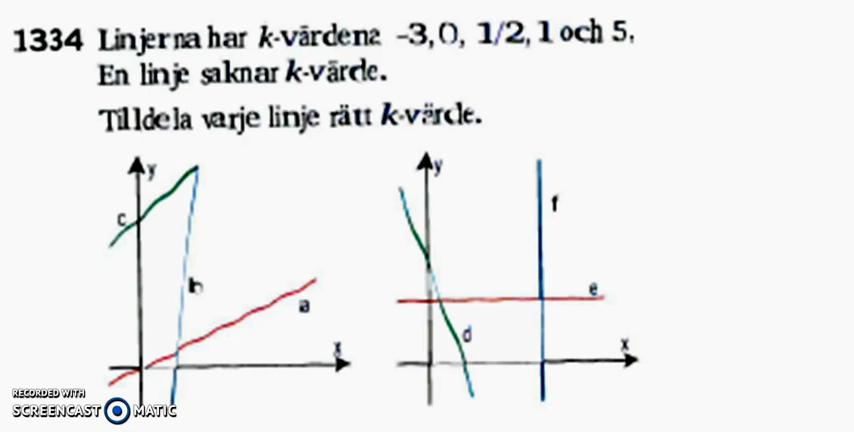 1334 Linjerna har k-värdena -3, 0, 1/2, 1 och 5.
En linje saknar k-värde.
Tilldela varje linje rätt k-värde.
y
c
b
a
x
y
f
e
d
x
RECORDED WITH
SCREENCAST MATIC